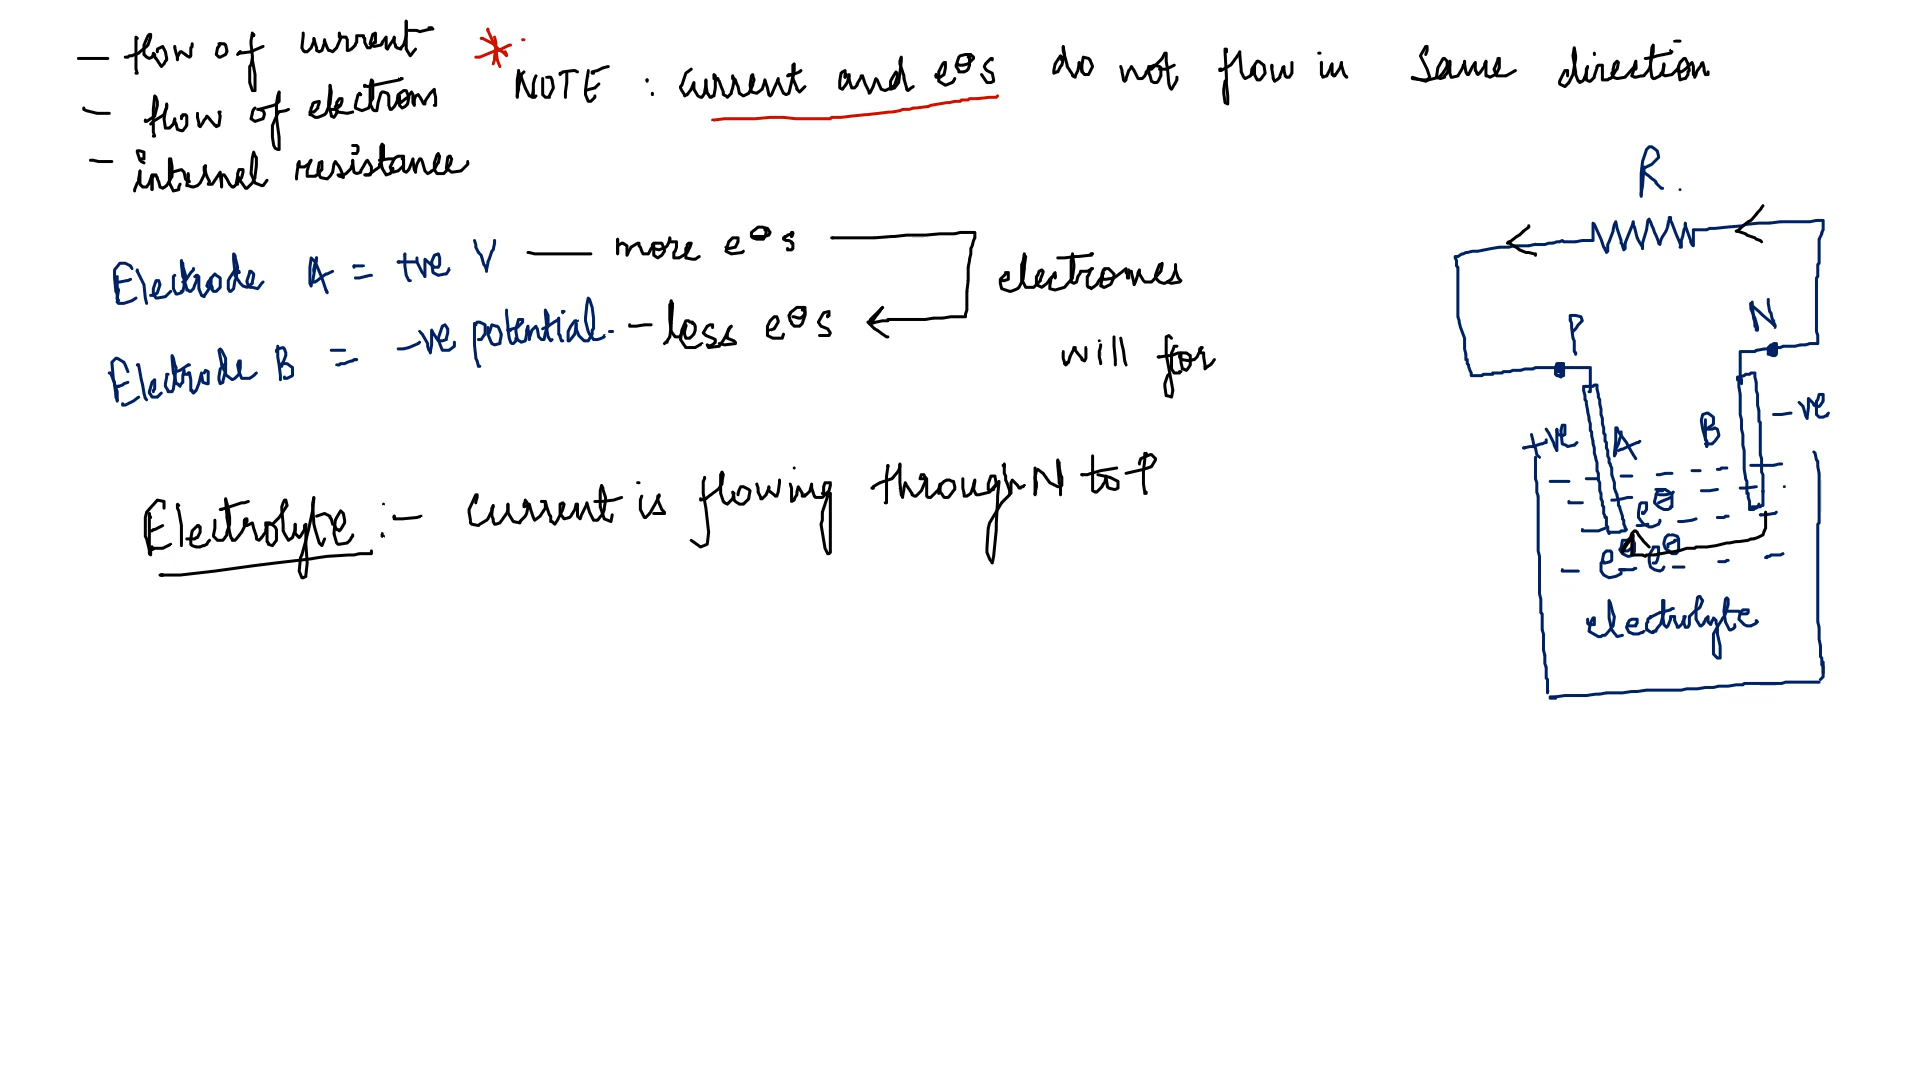 — flow of current
— flow of electrons
— internel resistance
* NOTE : current and e⊖s do not flow in same direction
Electrode A = +ve V — more e⊖s
Electrode B = -ve potential. - less e⊖s
electrones
will for
Electrolyte :- current is flowing through N to P
R.
P
N
+ve
A
B
-ve
e⊖
e⊖ e⊖
electrolyte